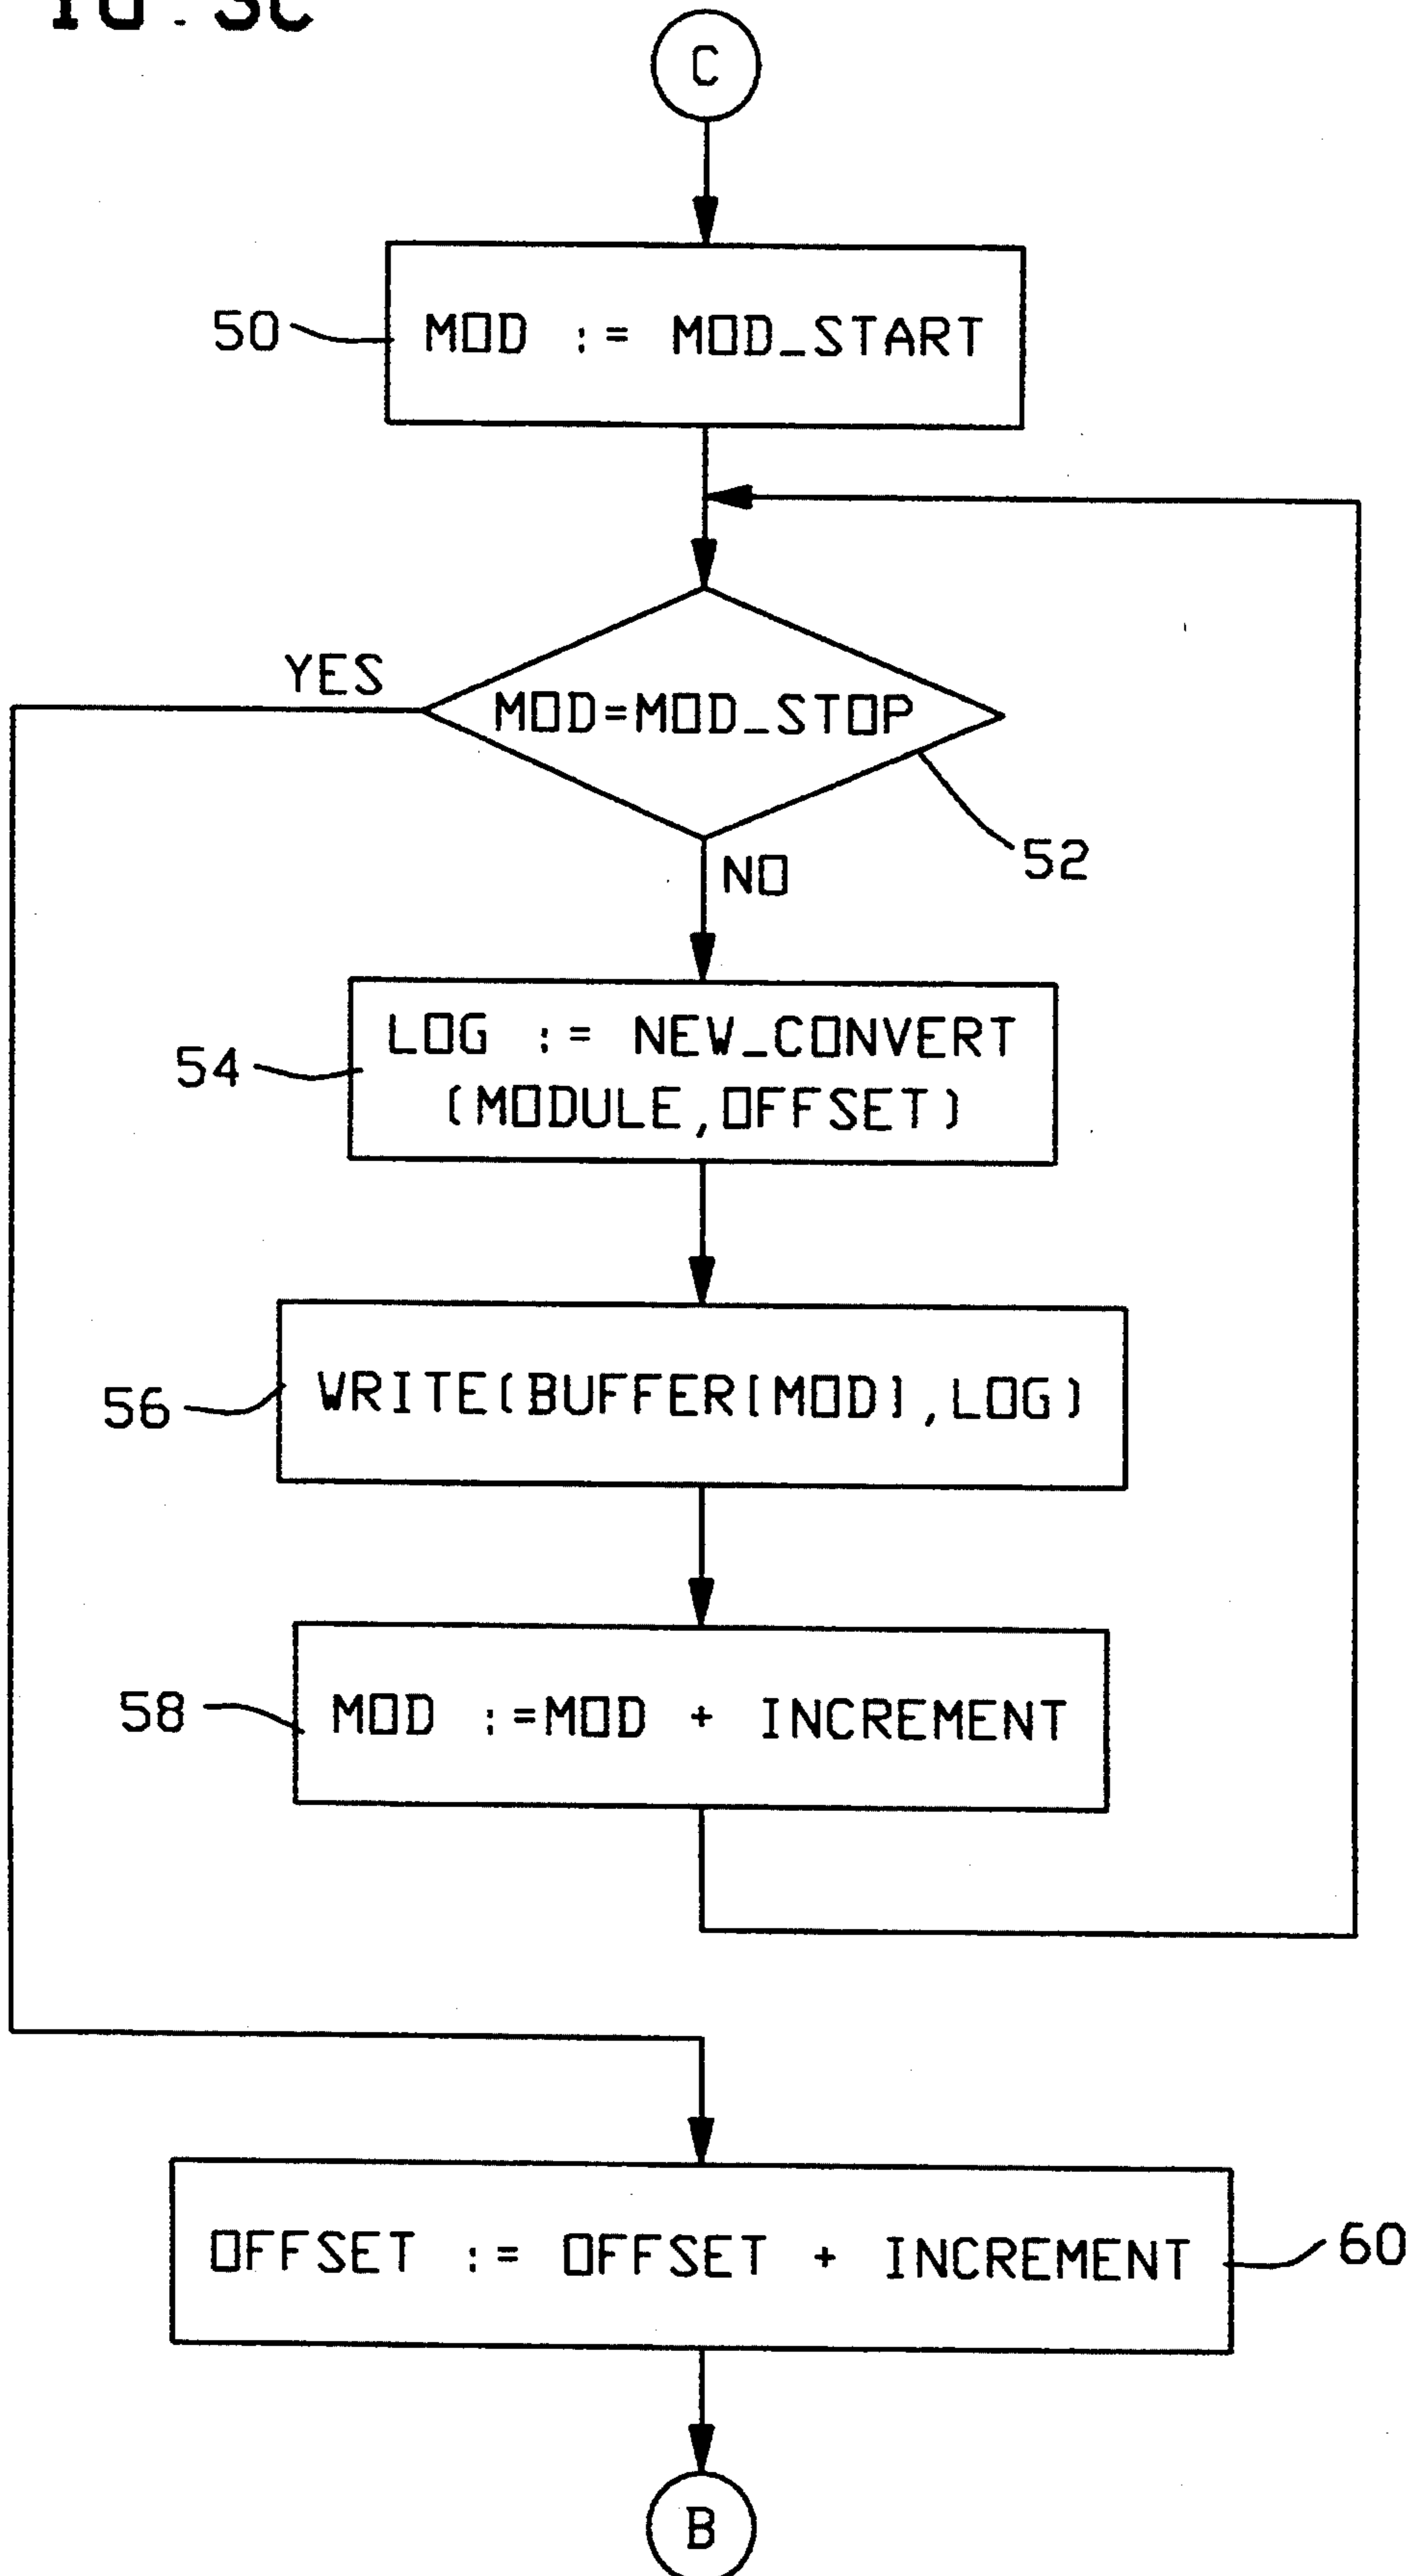 C
50
MOD := MOD_START
YES
MOD=MOD_STOP
52
NO
54
LOG := NEW_CONVERT
(MODULE,OFFSET)
56
WRITE(BUFFER[MOD],LOG)
58
MOD :=MOD + INCREMENT
OFFSET := OFFSET + INCREMENT
60
B